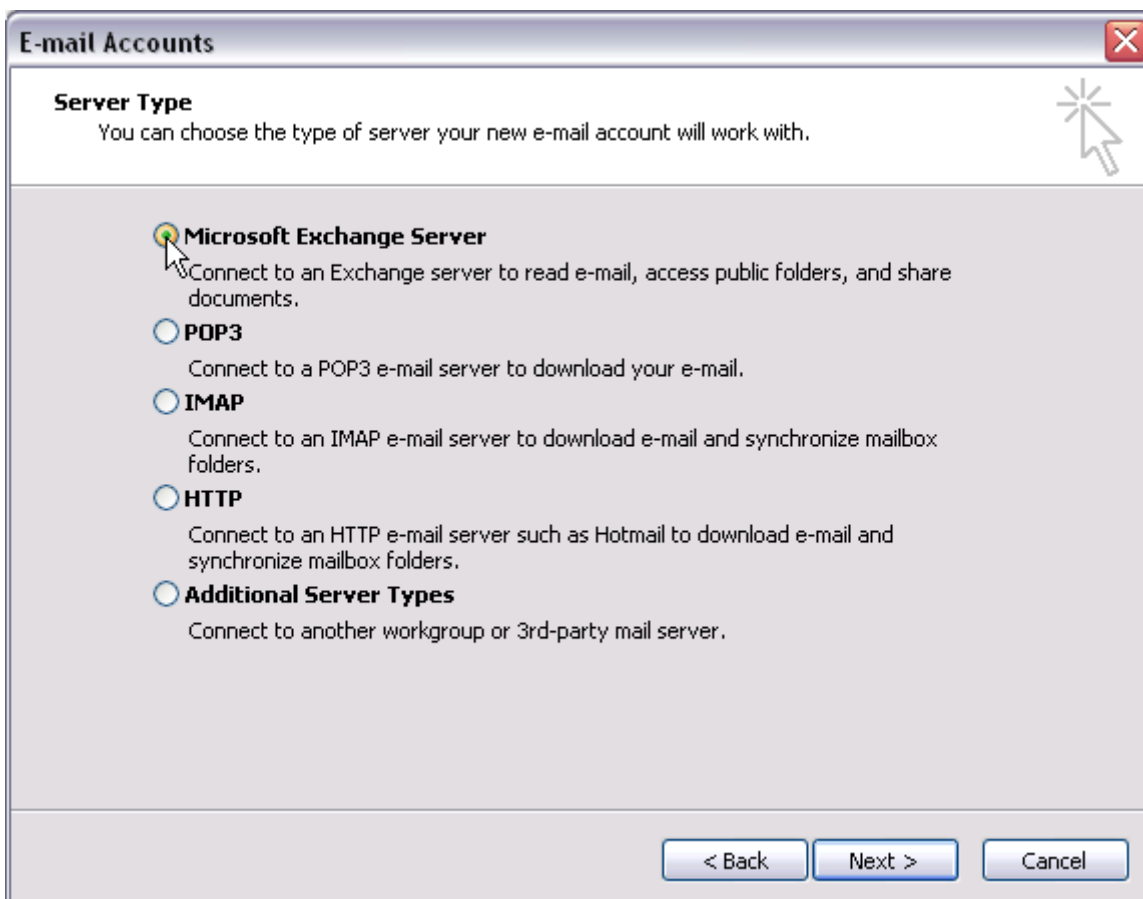 E-mail Accounts
Server Type
You can choose the type of server your new e-mail account will work with.
Microsoft Exchange Server
Connect to an Exchange server to read e-mail, access public folders, and share
documents.
POP3
Connect to a POP3 e-mail server to download your e-mail.
IMAP
Connect to an IMAP e-mail server to download e-mail and synchronize mailbox
folders.
HTTP
Connect to an HTTP e-mail server such as Hotmail to download e-mail and
synchronize mailbox folders.
Additional Server Types
Connect to another workgroup or 3rd-party mail server.
< Back Next > Cancel